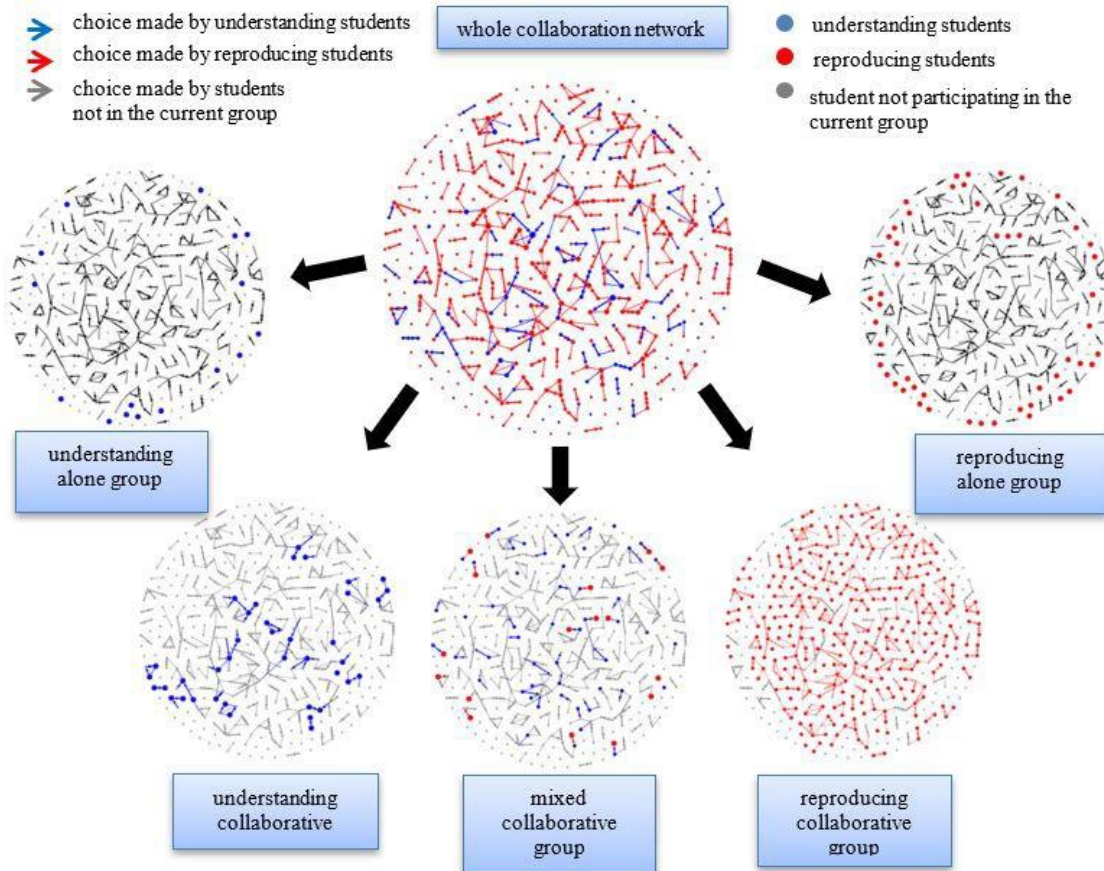 choice made by understanding students
choice made by reproducing students
choice made by students
not in the current group
whole collaboration network
understanding students
reproducing students
student not participating in the
current group
understanding
alone group
reproducing
alone group
understanding
collaborative
mixed
collaborative
group
reproducing
collaborative
group